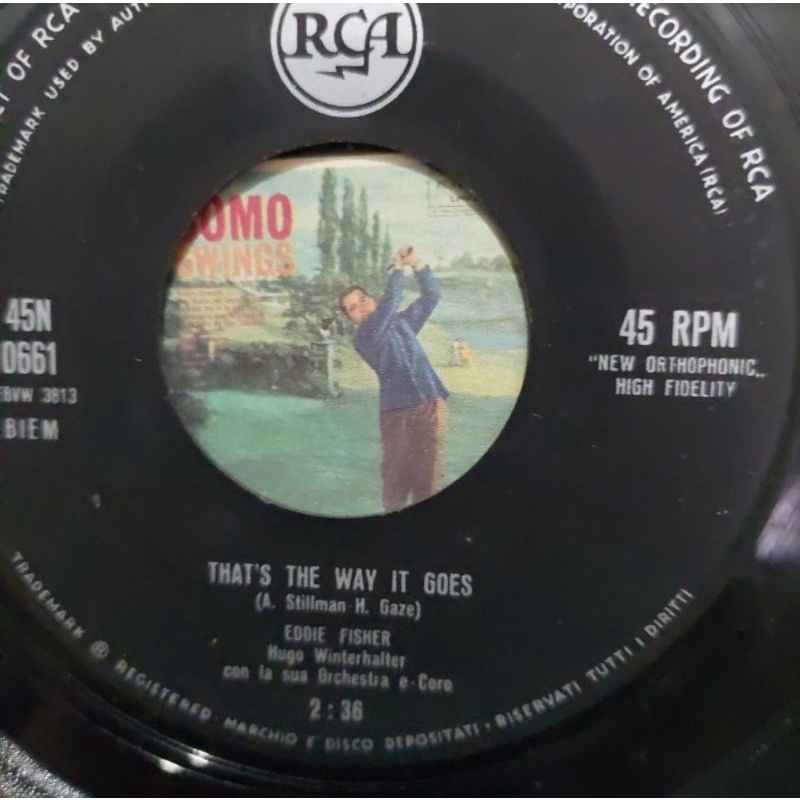 RCA
OF RCA
TRADEMARK USED BY
RECORDING OF RCA
OF AMERICA (RCA)
OMO
SWINGS
45N
0661
3813
BIEM
45 RPM
"NEW ORTHOPHONIC"
HIGH FIDELITY
THAT'S THE WAY IT GOES
(A. Stillman-H. Gaze)
EDDIE FISHER
Hugo Winterhalter
con la sua Orchestra e Coro
2:36
TRADEMARK ® REGISTERED · MARCHIO E DISCO DEPOSITATI · RISERVATI TUTTI I DIRITTI